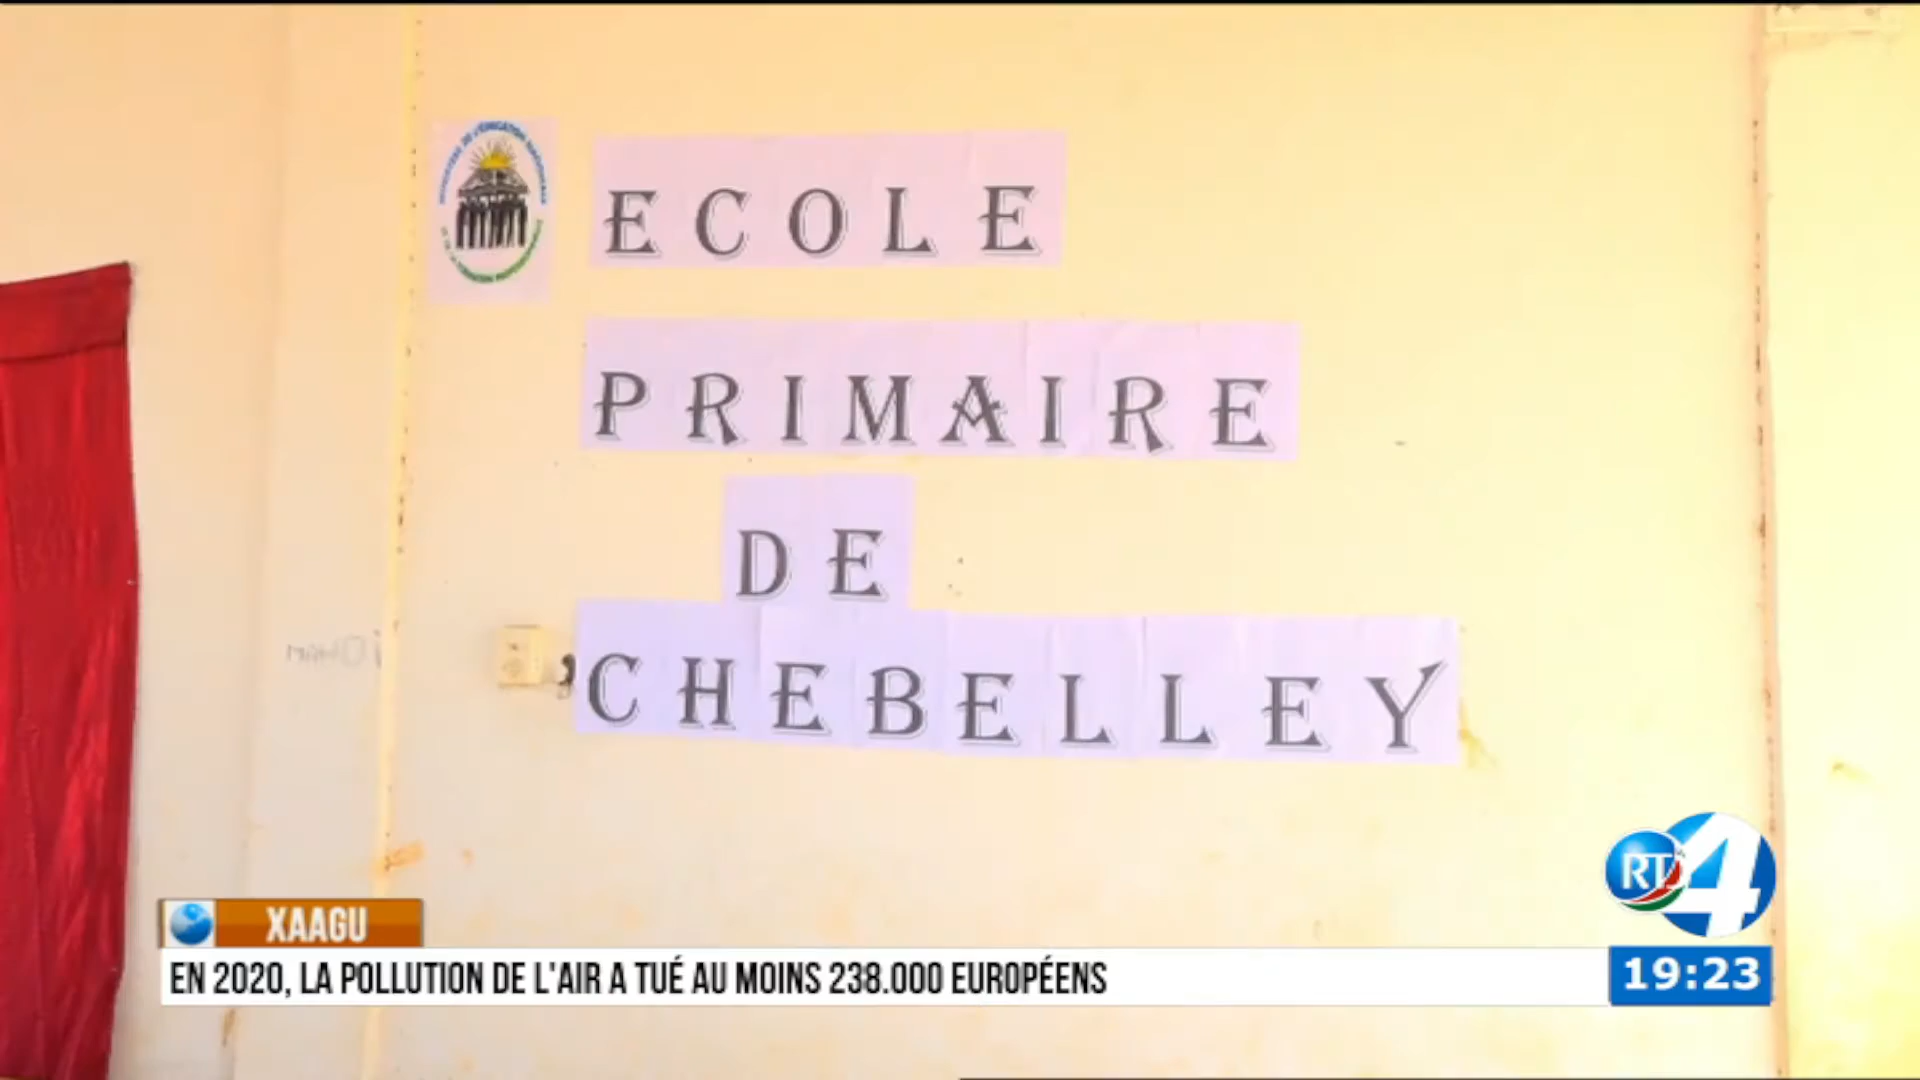 ECOLE
PRIMAIRE
DE
CHEBELLEY
RTD 4
XAAGU
EN 2020, LA POLLUTION DE L'AIR A TUÉ AU MOINS 238.000 EUROPÉENS
19:23